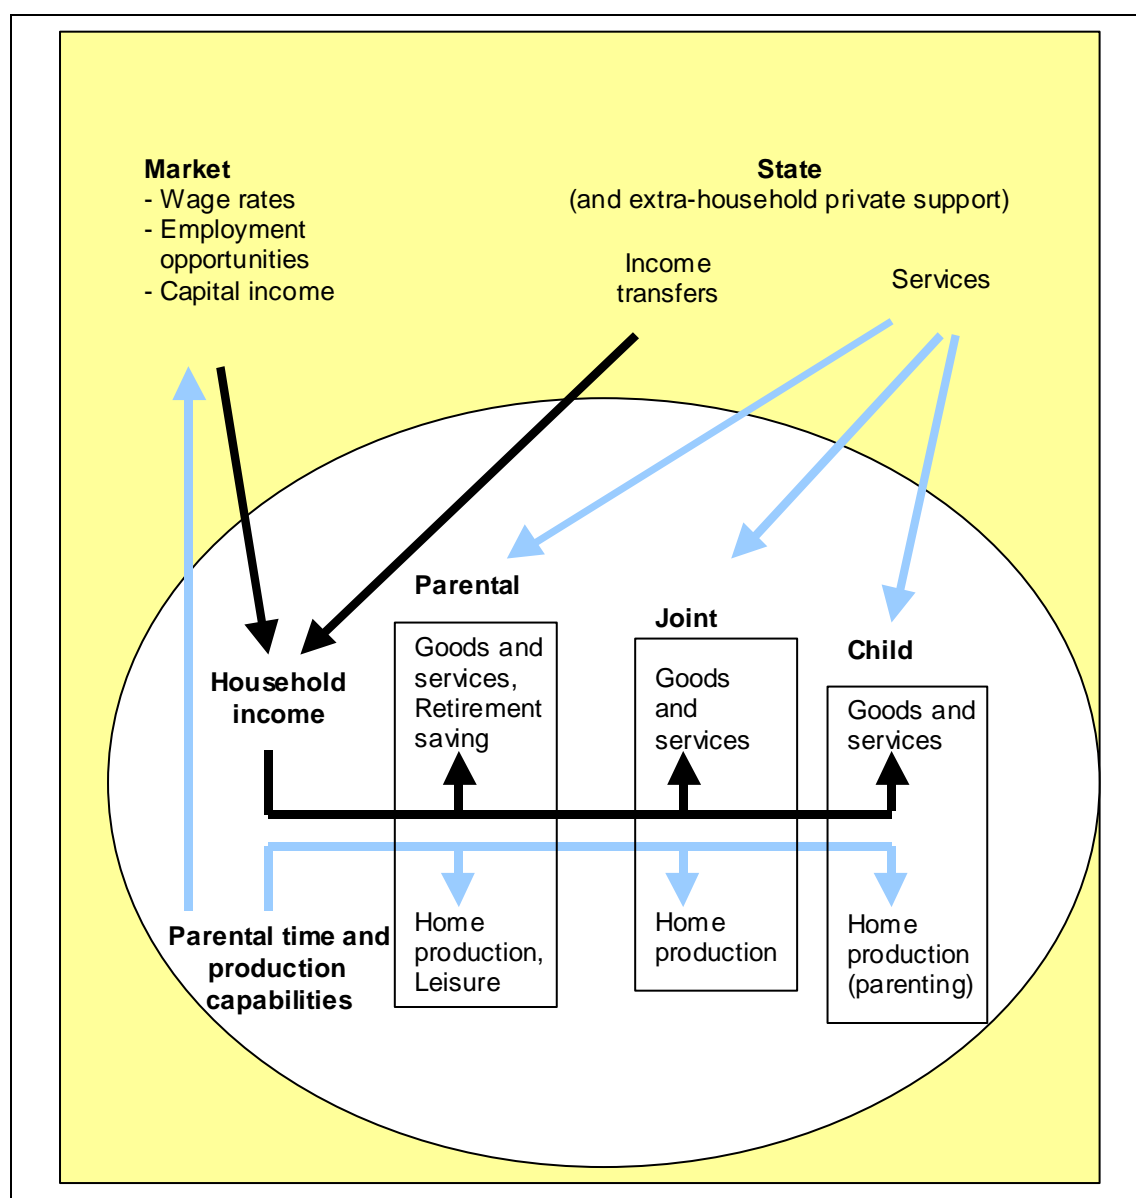 Market
- Wage rates
- Employment
opportunities
- Capital income
State
(and extra-household private support)
Income
transfers
Services
Parental
Joint
Child
Household
income
Goods and
services,
Retirement
saving
Goods
and
services
Goods and
services
Parental time and
production
capabilities
Home
production,
Leisure
Home
production
Home
production
(parenting)